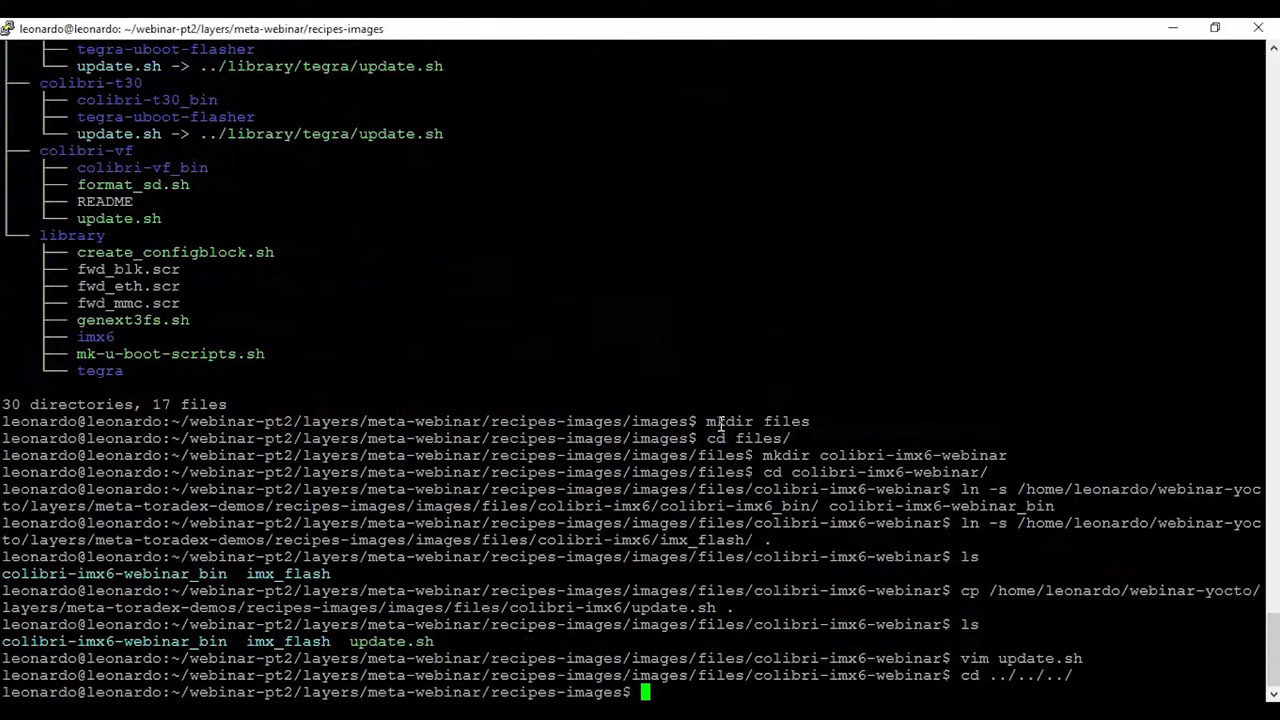 leonardo@leonardo: ~/webinar-pt2/layers/meta-webinar/recipes-images
│   ├── tegra-uboot-flasher
│   └── update.sh -> ../library/tegra/update.sh
├── colibri-t30
│   ├── colibri-t30_bin
│   ├── tegra-uboot-flasher
│   └── update.sh -> ../library/tegra/update.sh
├── colibri-vf
│   ├── colibri-vf_bin
│   ├── format_sd.sh
│   ├── README
│   └── update.sh
└── library
    ├── create_configblock.sh
    ├── fwd_blk.scr
    ├── fwd_eth.scr
    ├── fwd_mmc.scr
    ├── genext3fs.sh
    ├── imx6
    ├── mk-u-boot-scripts.sh
    └── tegra
30 directories, 17 files
leonardo@leonardo:~/webinar-pt2/layers/meta-webinar/recipes-images/images$ mkdir files
leonardo@leonardo:~/webinar-pt2/layers/meta-webinar/recipes-images/images$ cd files/
leonardo@leonardo:~/webinar-pt2/layers/meta-webinar/recipes-images/images/files$ mkdir colibri-imx6-webinar
leonardo@leonardo:~/webinar-pt2/layers/meta-webinar/recipes-images/images/files$ cd colibri-imx6-webinar/
leonardo@leonardo:~/webinar-pt2/layers/meta-webinar/recipes-images/images/files/colibri-imx6-webinar$ ln -s /home/leonardo/webinar-yoc
to/layers/meta-toradex-demos/recipes-images/images/files/colibri-imx6/colibri-imx6_bin/ colibri-imx6-webinar_bin
leonardo@leonardo:~/webinar-pt2/layers/meta-webinar/recipes-images/images/files/colibri-imx6-webinar$ ln -s /home/leonardo/webinar-yoc
to/layers/meta-toradex-demos/recipes-images/images/files/colibri-imx6/imx_flash/ .
leonardo@leonardo:~/webinar-pt2/layers/meta-webinar/recipes-images/images/files/colibri-imx6-webinar$ ls
colibri-imx6-webinar_bin  imx_flash
leonardo@leonardo:~/webinar-pt2/layers/meta-webinar/recipes-images/images/files/colibri-imx6-webinar$ cp /home/leonardo/webinar-yocto/
layers/meta-toradex-demos/recipes-images/images/files/colibri-imx6/update.sh .
leonardo@leonardo:~/webinar-pt2/layers/meta-webinar/recipes-images/images/files/colibri-imx6-webinar$ ls
colibri-imx6-webinar_bin  imx_flash  update.sh
leonardo@leonardo:~/webinar-pt2/layers/meta-webinar/recipes-images/images/files/colibri-imx6-webinar$ vim update.sh
leonardo@leonardo:~/webinar-pt2/layers/meta-webinar/recipes-images/images/files/colibri-imx6-webinar$ cd ../../../
leonardo@leonardo:~/webinar-pt2/layers/meta-webinar/recipes-images$